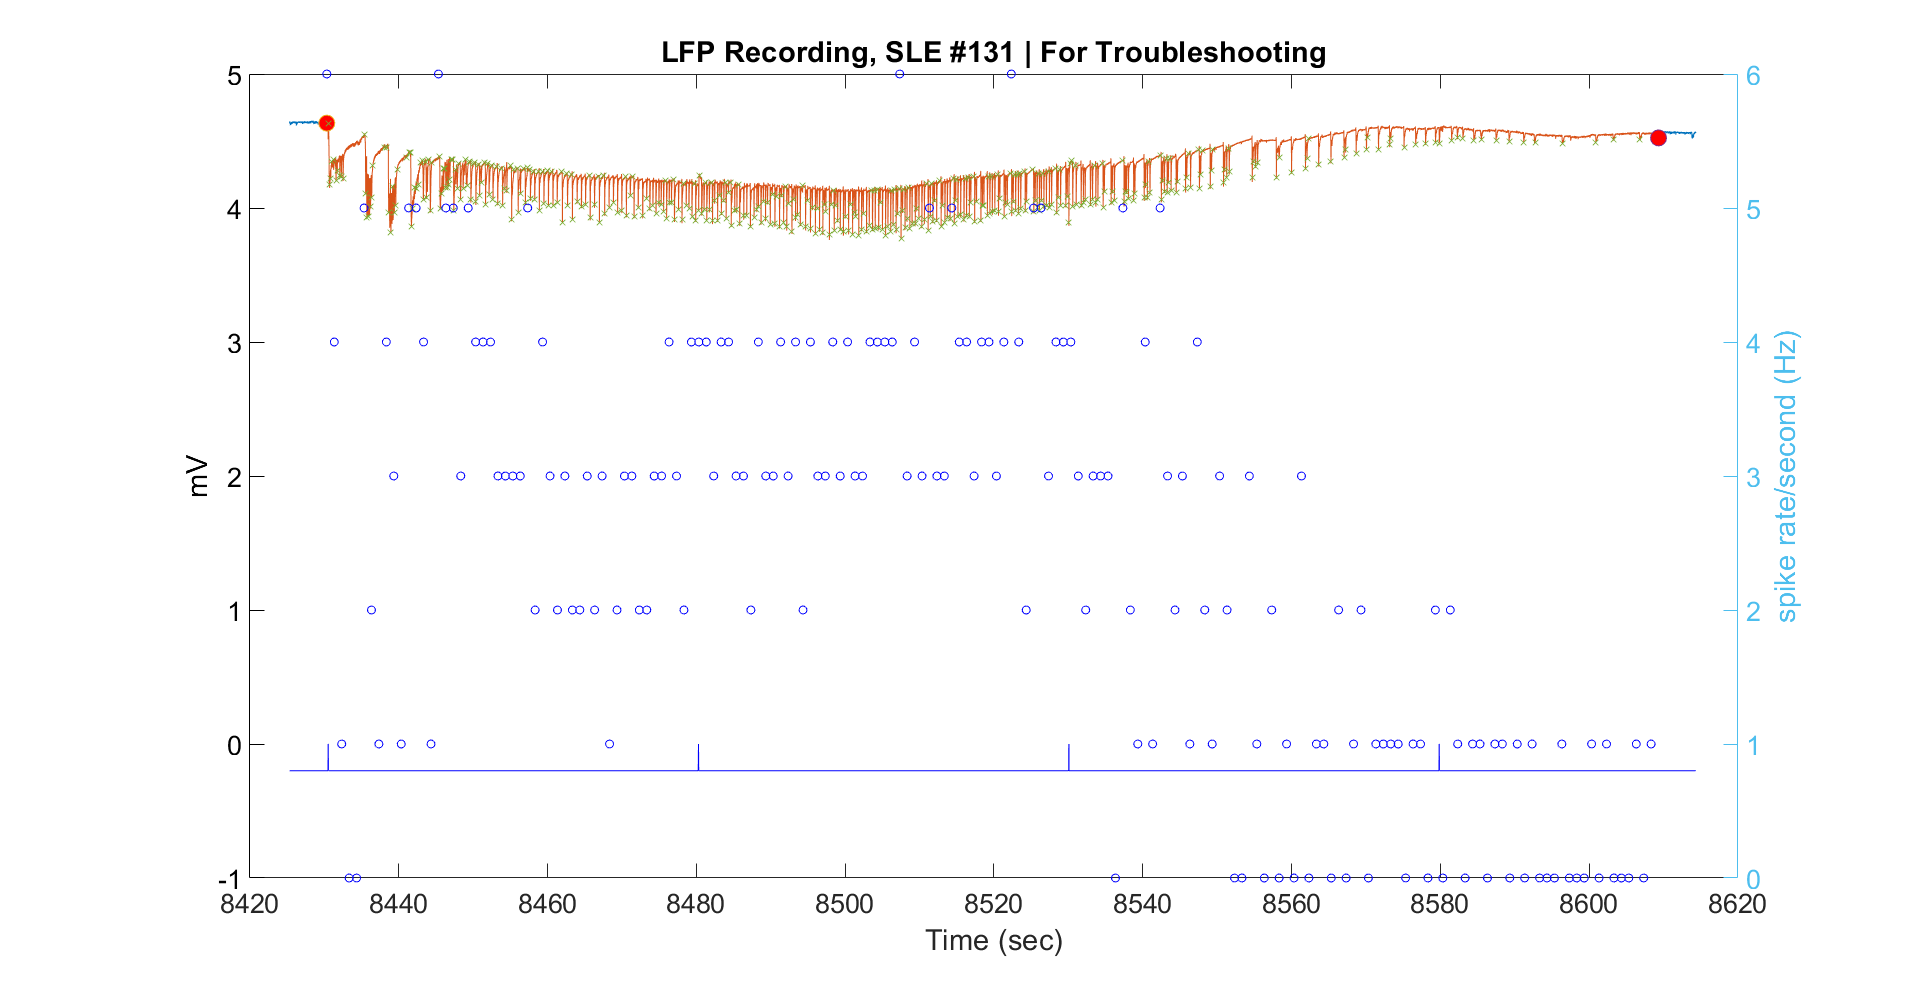 LFP Recording, SLE #131 | For Troubleshooting
5
4
3
2
1
0
-1
mV
6
5
4
3
2
1
0
spike rate/second (Hz)
8420 8440 8460 8480 8500 8520 8540 8560 8580 8600 8620
Time (sec)